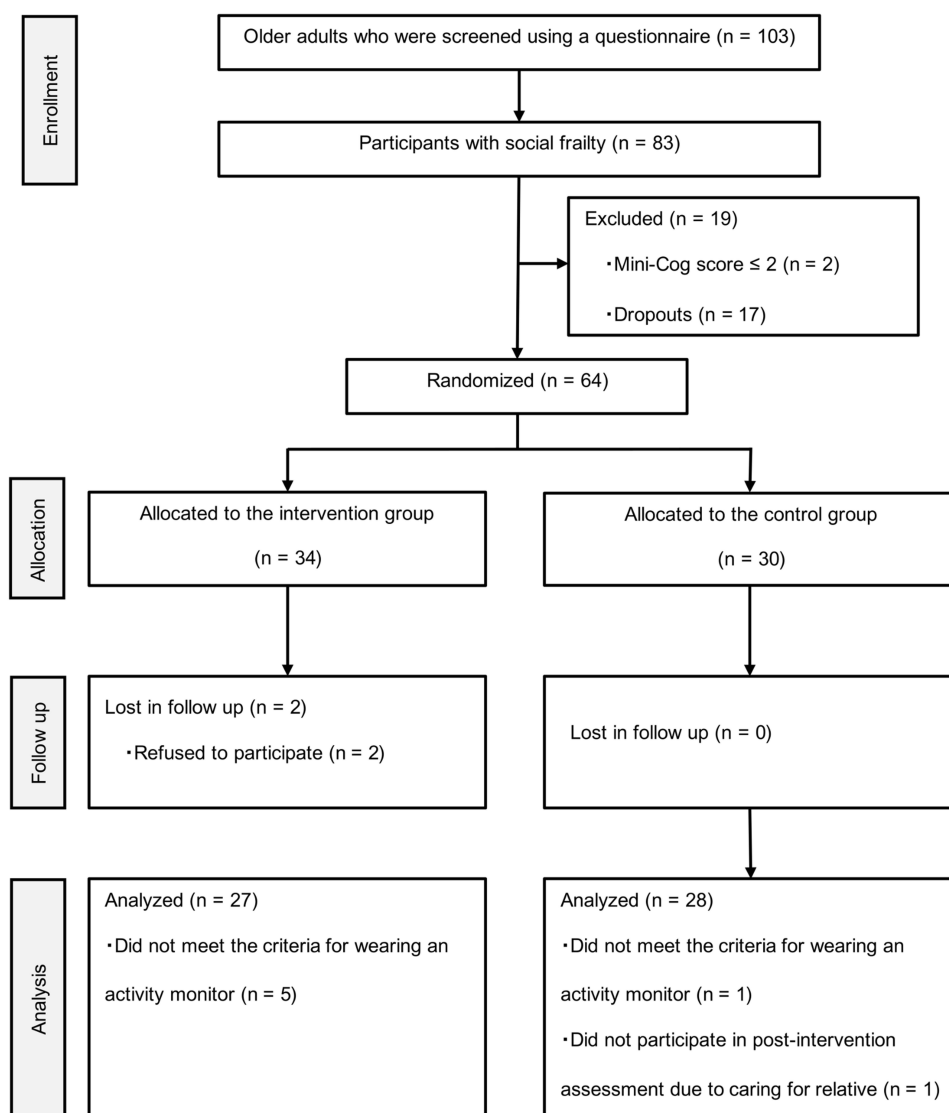 Enrollment
Older adults who were screened using a questionnaire (n = 103)
Participants with social frailty (n = 83)
Excluded (n = 19)
・Mini-Cog score ≤ 2 (n = 2)
・Dropouts (n = 17)
Randomized (n = 64)
Allocation
Allocated to the intervention group
(n = 34)
Allocated to the control group
(n = 30)
Follow up
Lost in follow up (n = 2)
・Refused to participate (n = 2)
Lost in follow up (n = 0)
Analysis
Analyzed (n = 27)
・Did not meet the criteria for wearing an
activity monitor (n = 5)
Analyzed (n = 28)
・Did not meet the criteria for wearing an
activity monitor (n = 1)
・Did not participate in post-intervention
assessment due to caring for relative (n = 1)